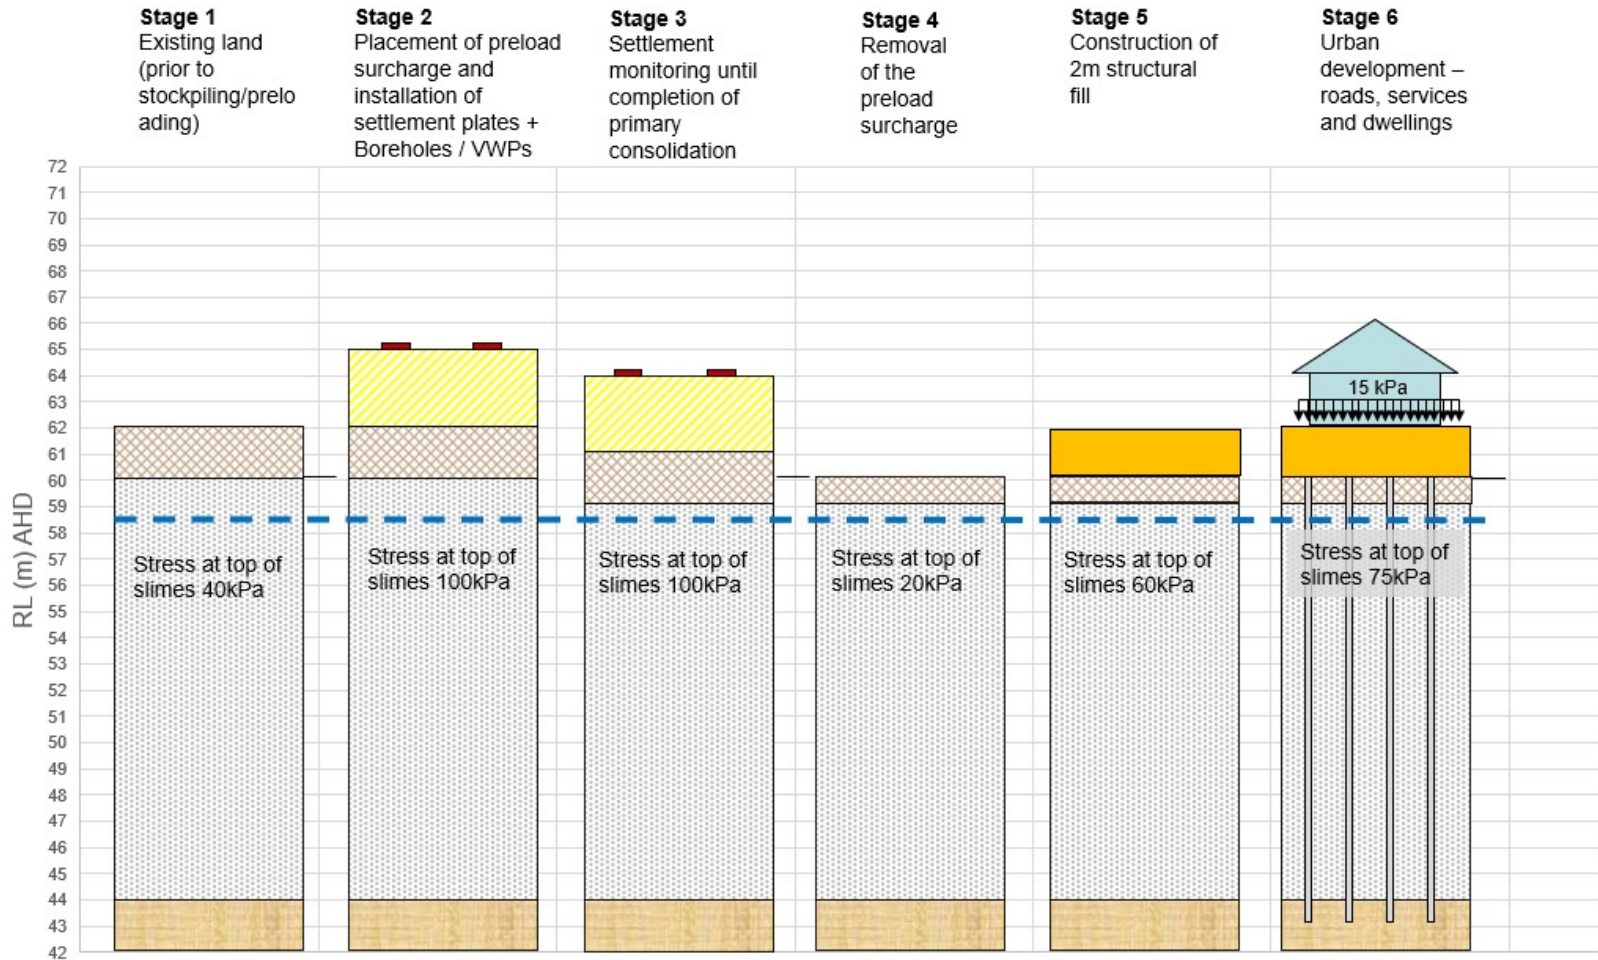 Stage 1
Existing land
(prior to
stockpiling/prelo
ading)
Stage 2
Placement of preload
surcharge and
installation of
settlement plates +
Boreholes / VWPs
Stage 3
Settlement
monitoring until
completion of
primary
consolidation
Stage 4
Removal
of the
preload
surcharge
Stage 5
Construction of
2m structural
fill
Stage 6
Urban
development –
roads, services
and dwellings
RL (m) AHD
72
71
70
69
68
67
66
65
64
63
62
61
60
59
58
57
56
55
54
53
52
51
50
49
48
47
46
45
44
43
42
Stress at top of
slimes 40kPa
Stress at top of
slimes 100kPa
Stress at top of
slimes 100kPa
Stress at top of
slimes 20kPa
Stress at top of
slimes 60kPa
15 kPa
Stress at top of
slimes 75kPa